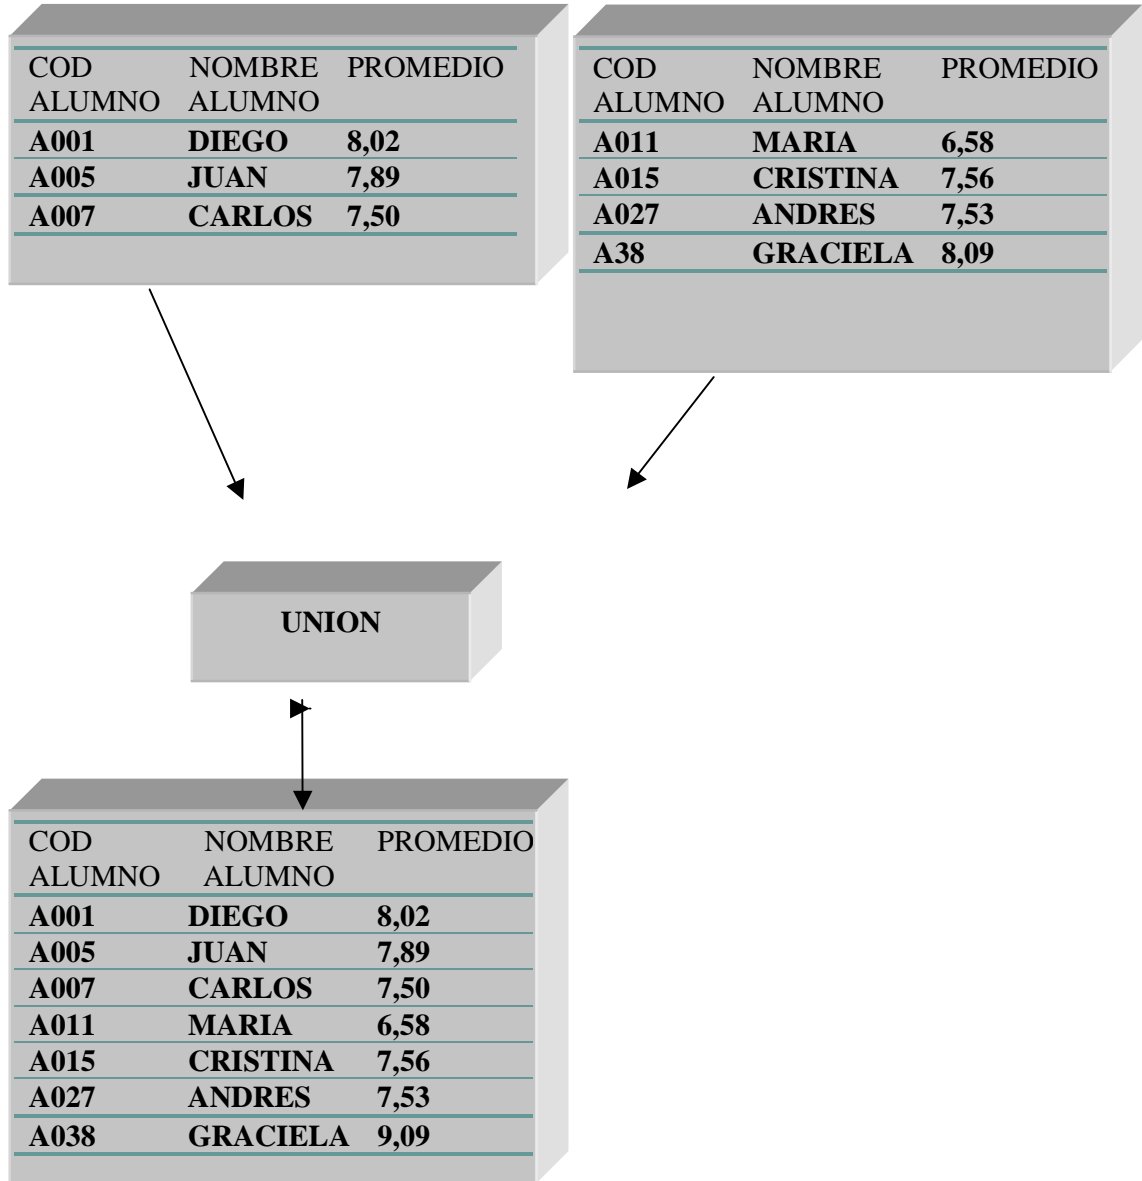 COD NOMBRE PROMEDIO
ALUMNO ALUMNO
A001 DIEGO 8,02
A005 JUAN 7,89
A007 CARLOS 7,50
COD NOMBRE PROMEDIO
ALUMNO ALUMNO
A011 MARIA 6,58
A015 CRISTINA 7,56
A027 ANDRES 7,53
A38 GRACIELA 8,09
UNION
COD NOMBRE PROMEDIO
ALUMNO ALUMNO
A001 DIEGO 8,02
A005 JUAN 7,89
A007 CARLOS 7,50
A011 MARIA 6,58
A015 CRISTINA 7,56
A027 ANDRES 7,53
A038 GRACIELA 9,09